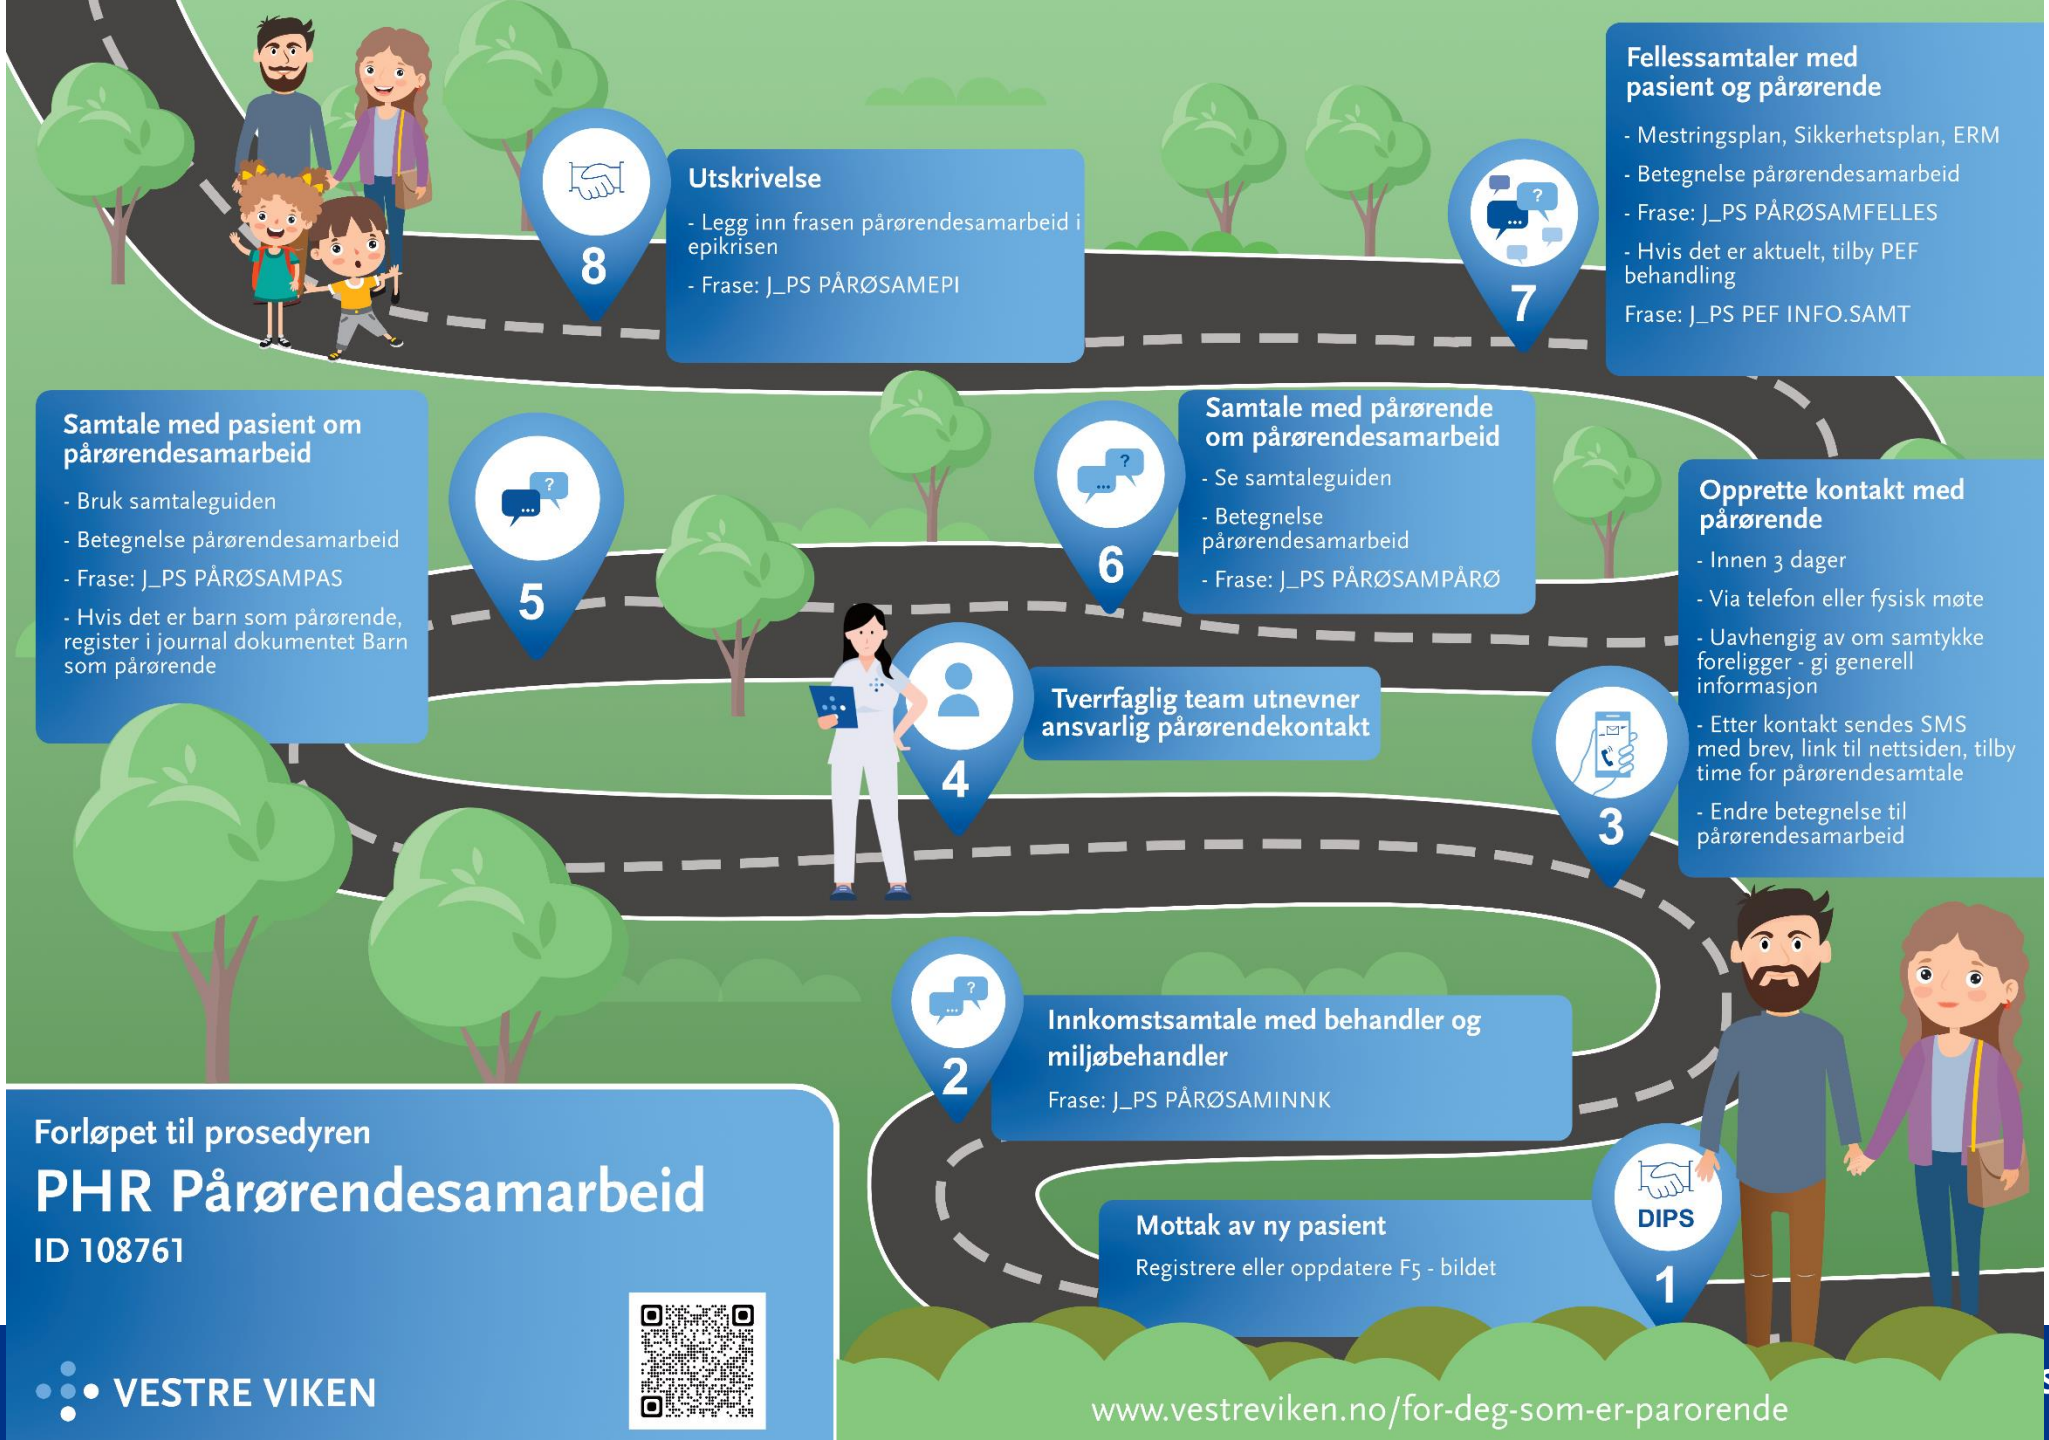 Fellessamtaler med
pasient og pårørende
- Mestringsplan, Sikkerhetsplan, ERM
- Betegnelse pårørendesamarbeid
- Frase: J_PS PÅRØSAMFELLES
- Hvis det er aktuelt, tilby PEF
behandling
Frase: J_PS PEF INFO.SAMT
7
Utskrivelse
- Legg inn frasen pårørendesamarbeid i
epikrisen
- Frase: J_PS PÅRØSAMEPI
8
Samtale med pasient om
pårørendesamarbeid
- Bruk samtaleguiden
- Betegnelse pårørendesamarbeid
- Frase: J_PS PÅRØSAMPAS
- Hvis det er barn som pårørende,
register i journal dokumentet Barn
som pårørende
5
Samtale med pårørende
om pårørendesamarbeid
- Se samtaleguiden
- Betegnelse
pårørendesamarbeid
- Frase: J_PS PÅRØSAMPÅRØ
6
Opprette kontakt med
pårørende
- Innen 3 dager
- Via telefon eller fysisk møte
- Uavhengig av om samtykke
foreligger - gi generell
informasjon
- Etter kontakt sendes SMS
med brev, link til nettsiden, tilby
time for pårørendesamtale
- Endre betegnelse til
pårørendesamarbeid
3
Tverrfaglig team utnevner
ansvarlig pårørendekontakt
4
Innkomstsamtale med behandler og
miljøbehandler
Frase: J_PS PÅRØSAMINNK
2
Mottak av ny pasient
Registrere eller oppdatere F5 - bildet
DIPS
1
Forløpet til prosedyren
PHR Pårørendesamarbeid
ID 108761
VESTRE VIKEN
www.vestreviken.no/for-deg-som-er-parorende